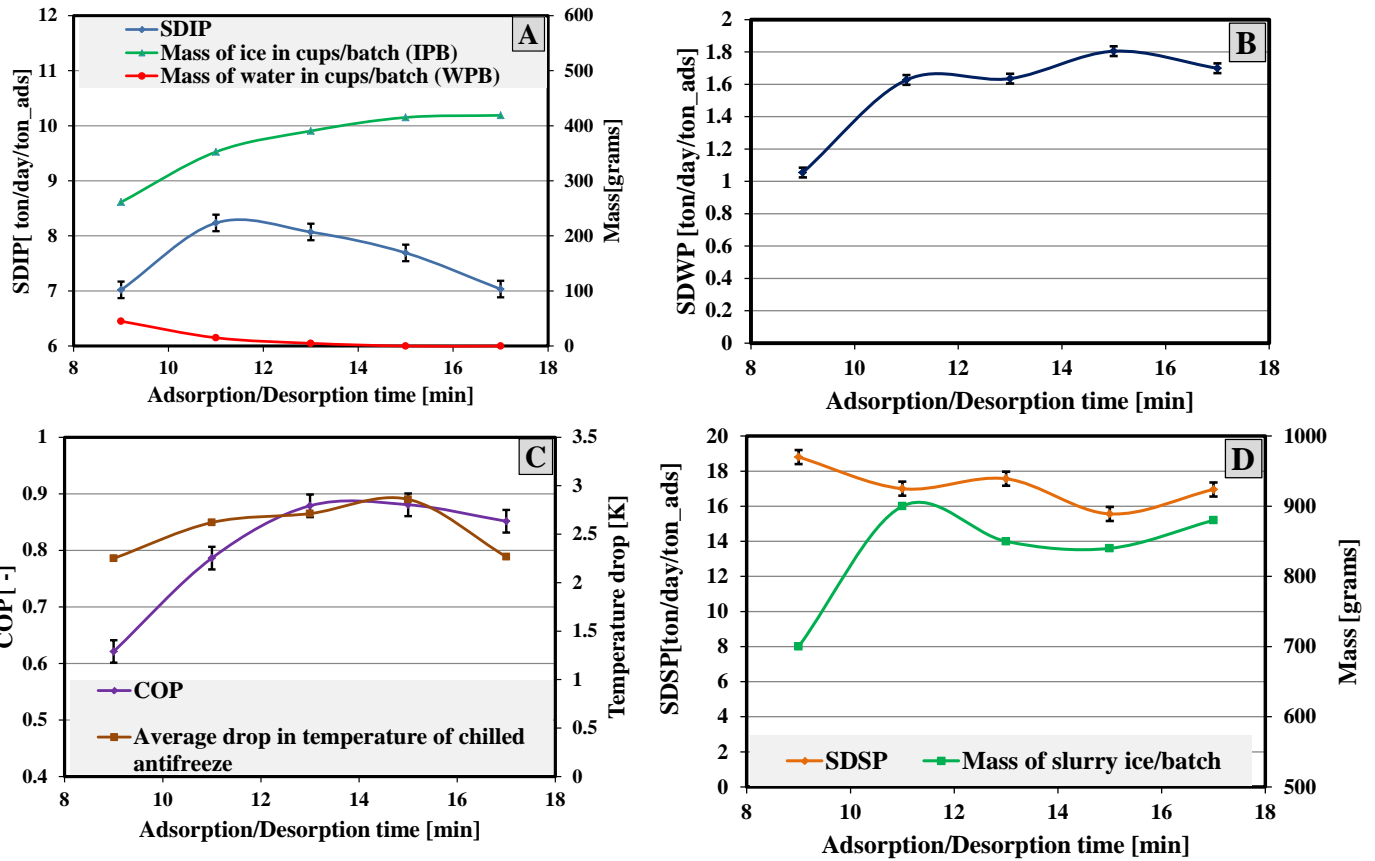 A
SDIP
Mass of ice in cups/batch (IPB)
Mass of water in cups/batch (WPB)
SDIP[ ton/day/ton_ads]
12
11
10
9
8
7
6
Mass[grams]
600
500
400
300
200
100
0
8 10 12 14 16 18
Adsorption/Desorption time [min]
B
SDWP [ton/day/ton_ads]
2
1.8
1.6
1.4
1.2
1
0.8
0.6
0.4
0.2
0
8 10 12 14 16 18
Adsorption/Desorption time [min]
C
COP[ -]
1
0.9
0.8
0.7
0.6
0.5
0.4
Temperature drop [K]
3.5
3
2.5
2
1.5
1
0.5
0
COP
Average drop in temperature of chilled
antifreeze
8 10 12 14 16 18
Adsorption/Desorption time [min]
D
SDSP[ton/day/ton_ads]
20
18
16
14
12
10
8
6
4
2
0
Mass [grams]
1000
900
800
700
600
500
SDSP
Mass of slurry ice/batch
8 10 12 14 16 18
Adsorption/Desorption time [min]